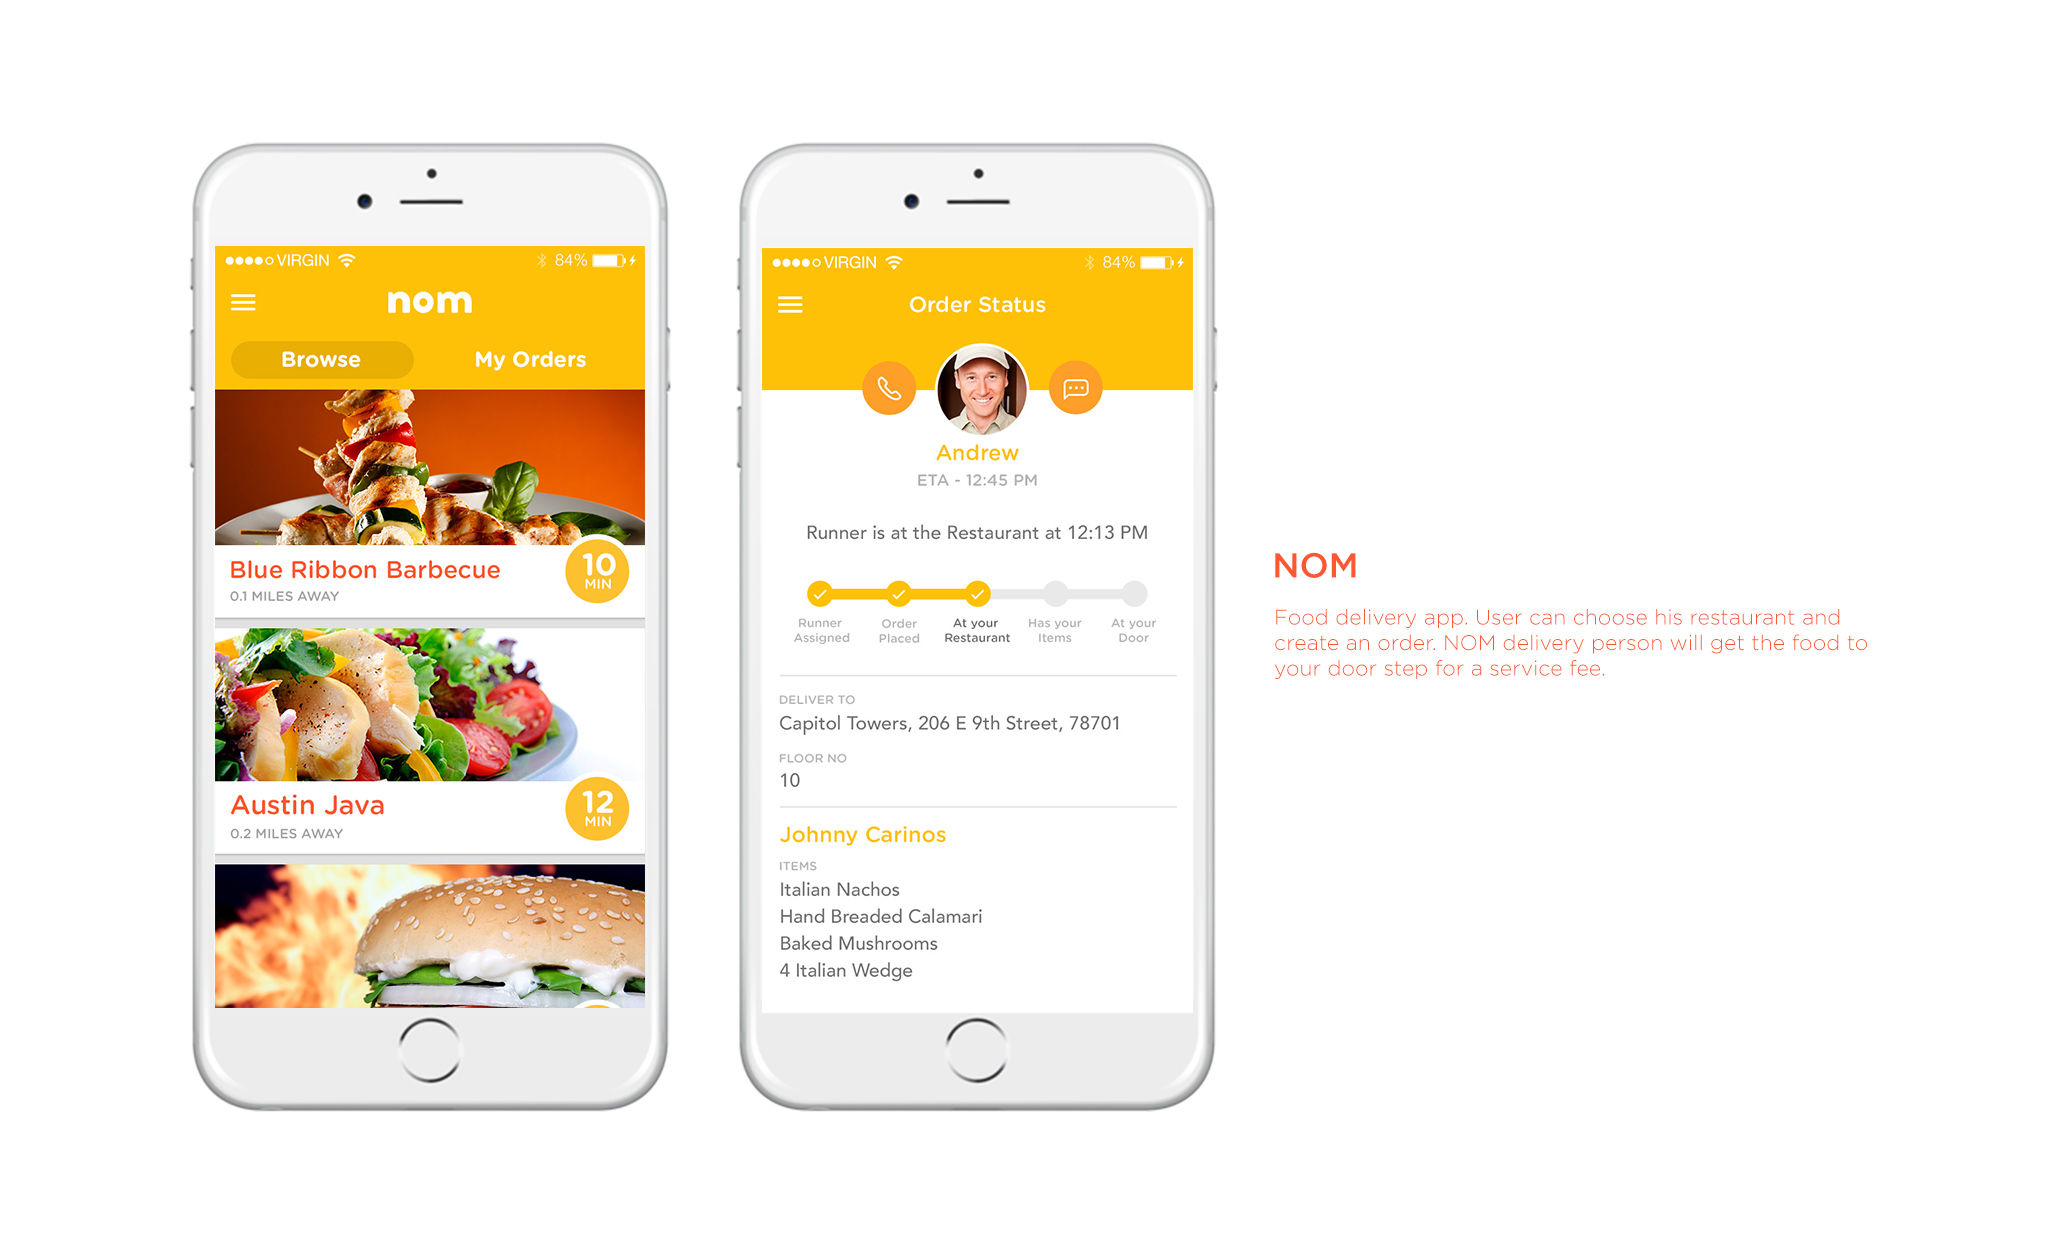 VIRGIN
84%
nom
Browse
My Orders
Blue Ribbon Barbecue
0.1 MILES AWAY
10
MIN
Austin Java
0.2 MILES AWAY
12
MIN
VIRGIN
84%
Order Status
Andrew
ETA - 12:45 PM
Runner is at the Restaurant at 12:13 PM
Runner
Assigned
Order
Placed
At your
Restaurant
Has your
Items
At your
Door
DELIVER TO
Capitol Towers, 206 E 9th Street, 78701
FLOOR NO
10
Johnny Carinos
ITEMS
Italian Nachos
Hand Breaded Calamari
Baked Mushrooms
4 Italian Wedge
NOM
Food delivery app. User can choose his restaurant and
create an order. NOM delivery person will get the food to
your door step for a service fee.